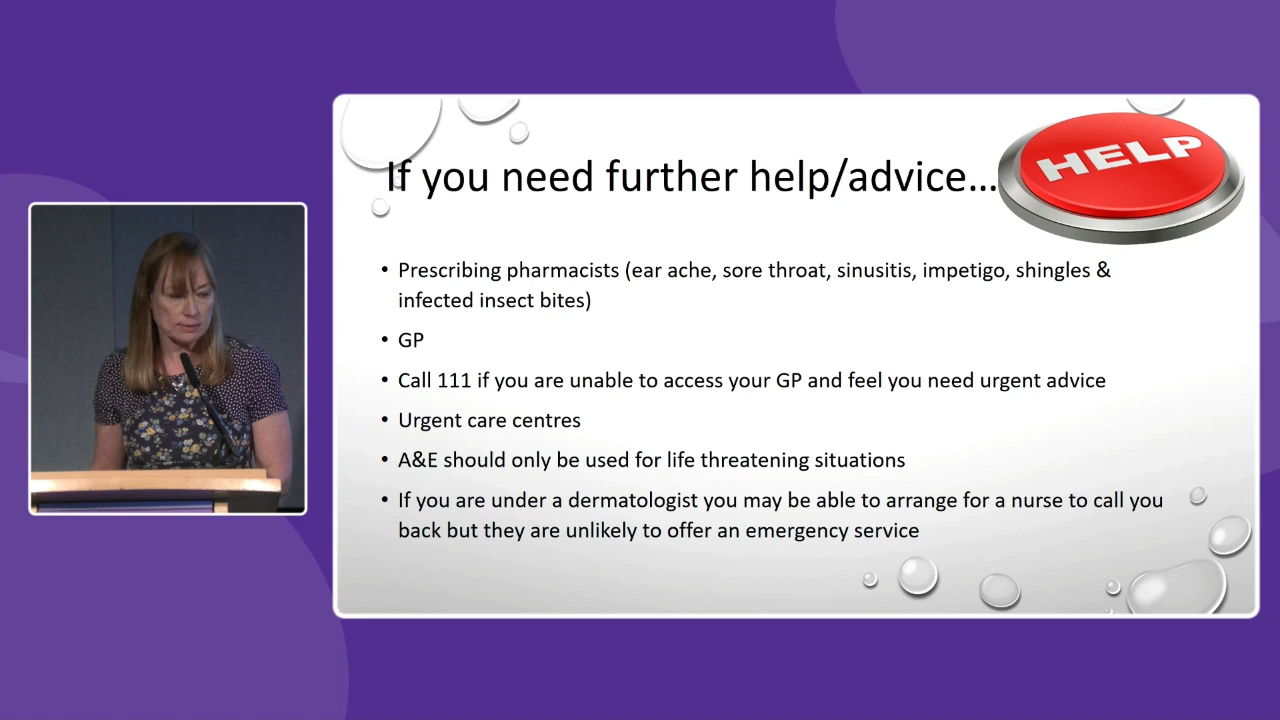 If you need further help/advice...
HELP
• Prescribing pharmacists (ear ache, sore throat, sinusitis, impetigo, shingles &
infected insect bites)
• GP
• Call 111 if you are unable to access your GP and feel you need urgent advice
• Urgent care centres
• A&E should only be used for life threatening situations
• If you are under a dermatologist you may be able to arrange for a nurse to call you
back but they are unlikely to offer an emergency service